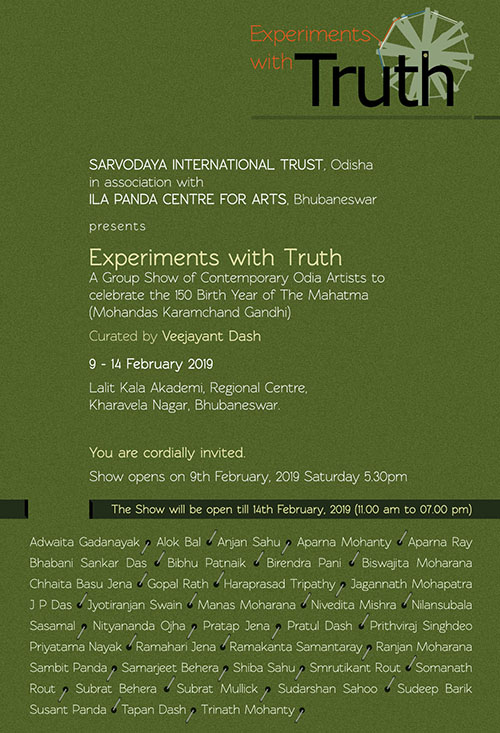 Experiments
with Truth
SARVODAYA INTERNATIONAL TRUST, Odisha
in association with
ILA PANDA CENTRE FOR ARTS, Bhubaneswar
presents
Experiments with Truth
A Group Show of Contemporary Odia Artists to
celebrate the 150 Birth Year of The Mahatma
(Mohandas Karamchand Gandhi)
Curated by Veejayant Dash
9 - 14 February 2019
Lalit Kala Akademi, Regional Centre,
Kharavela Nagar, Bhubaneswar.
You are cordially invited.
Show opens on 9th February, 2019 Saturday 5.30pm
The Show will be open till 14th February, 2019 (11.00 am to 07.00 pm)
Adwaita Gadanayak Alok Bal Anjan Sahu Aparna Mohanty Aparna Ray
Bhabani Sankar Das Bibhu Patnaik Birendra Pani Biswajita Moharana
Chhaita Basu Jena Gopal Rath Haraprasad Tripathy Jagannath Mohapatra
J P Das Jyotiranjan Swain Manas Moharana Nivedita Mishra Nilansubala
Sasamal Nityananda Ojha Pratap Jena Pratul Dash Prithviraj Singhdeo
Priyatama Nayak Ramahari Jena Ramakanta Samantaray Ranjan Moharana
Sambit Panda Samarjeet Behera Shiba Sahu Smrutikant Rout Somanath
Rout Subrat Behera Subrat Mullick Sudarshan Sahoo Sudeep Barik
Susant Panda Tapan Dash Trinath Mohanty